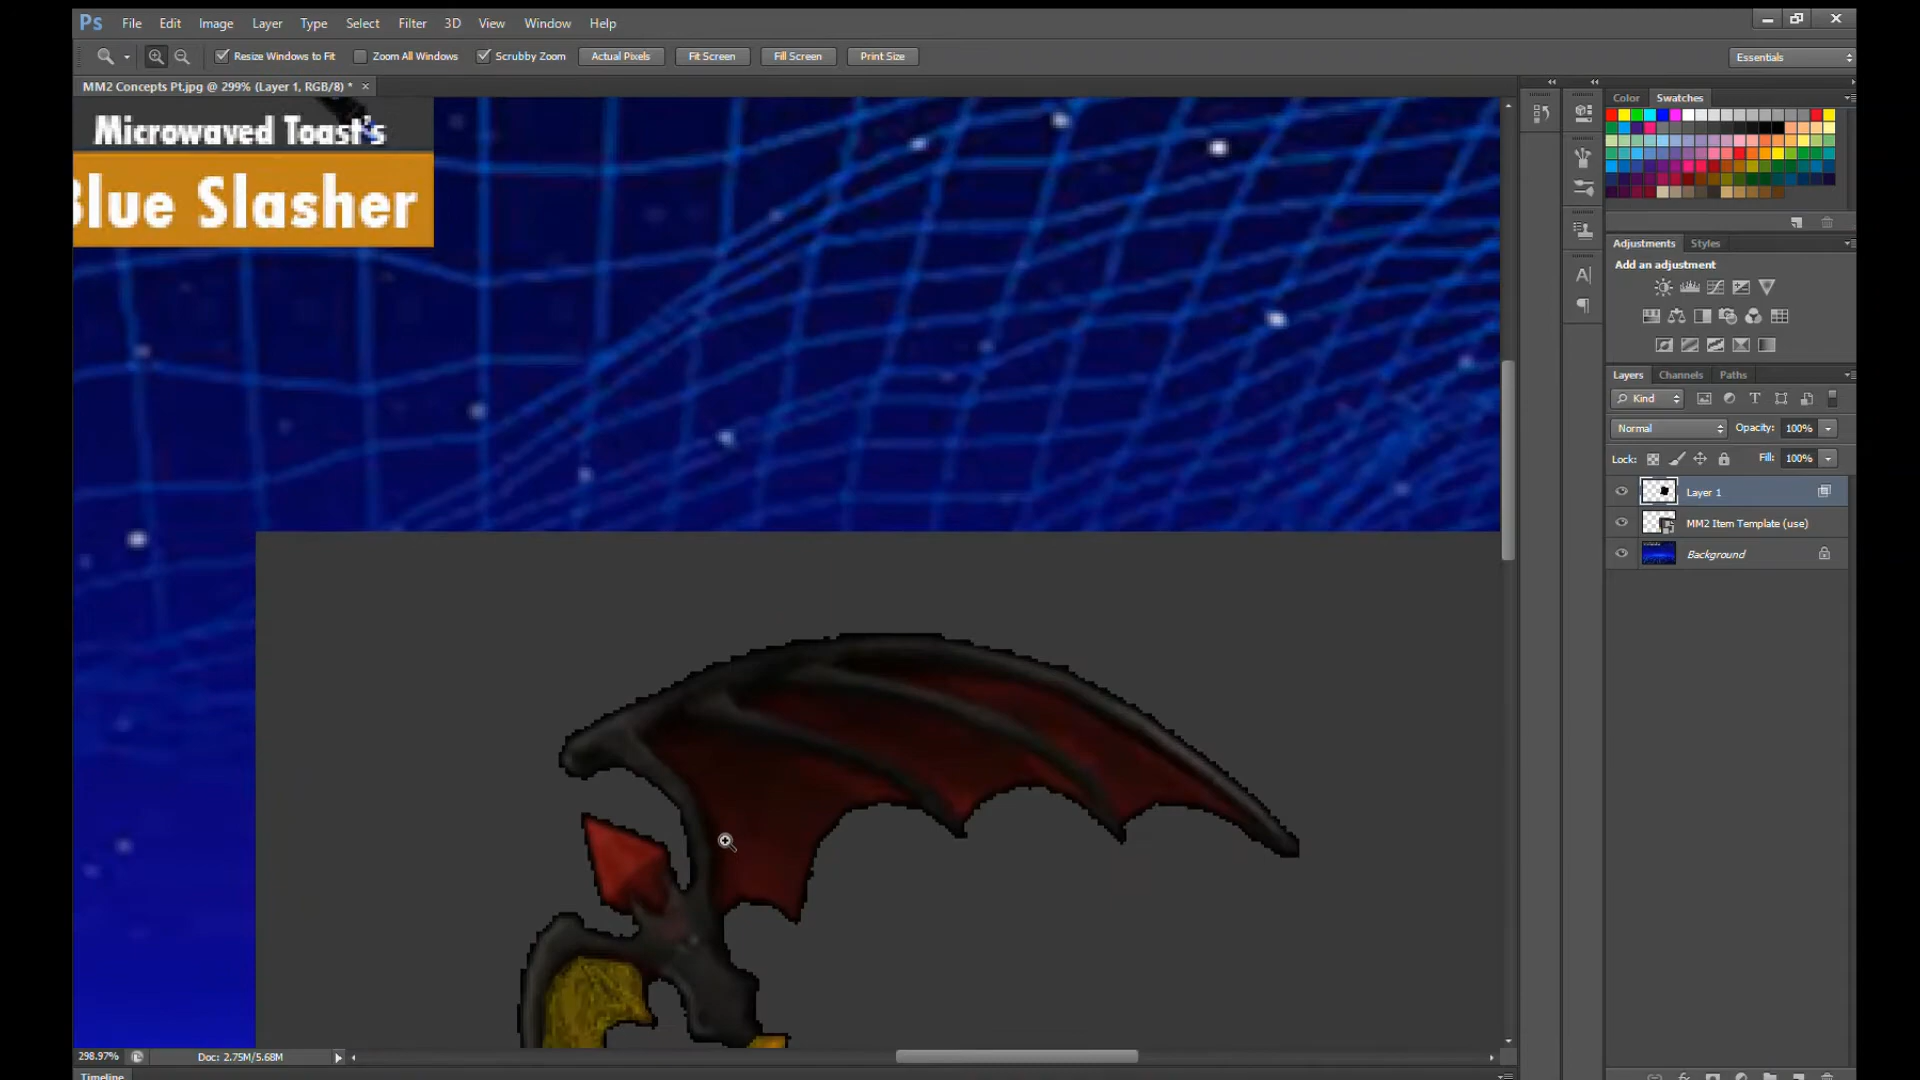 Ps File Edit Image Layer Type Select Filter 3D View Window Help
Resize Windows to Fit Zoom All Windows Scrubby Zoom Actual Pixels Fit Screen Fill Screen Print Size Essentials
MM2 Concepts Pt.jpg @ 299% (Layer 1, RGB/8) * ×
Microwaved Toast's
Blue Slasher
Color Swatches
Adjustments Styles
Add an adjustment
Layers Channels Paths
Kind
Normal Opacity: 100%
Lock: Fill: 100%
Layer 1
MM2 Item Template (use)
Background
298.97% Doc: 2.75M/5.68M
Timeline